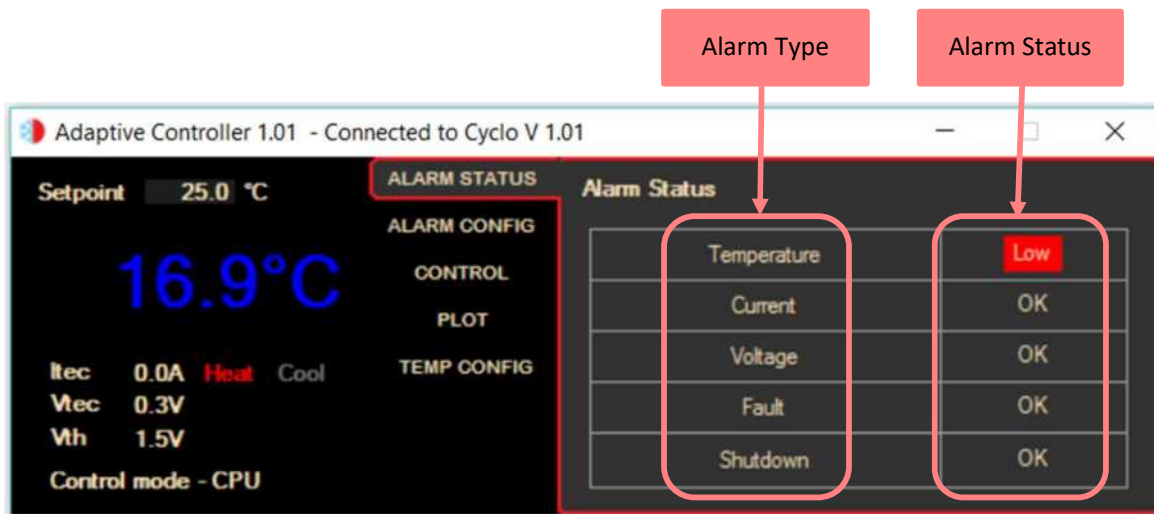 Alarm Type
Alarm Status
Adaptive Controller 1.01 - Connected to Cyclo V 1.01
Setpoint 25.0 °C
16.9°C
Itec 0.0A Heat Cool
Vtec 0.3V
Vth 1.5V
Control mode - CPU
ALARM STATUS
ALARM CONFIG
CONTROL
PLOT
TEMP CONFIG
Alarm Status
Temperature Low
Current OK
Voltage OK
Fault OK
Shutdown OK